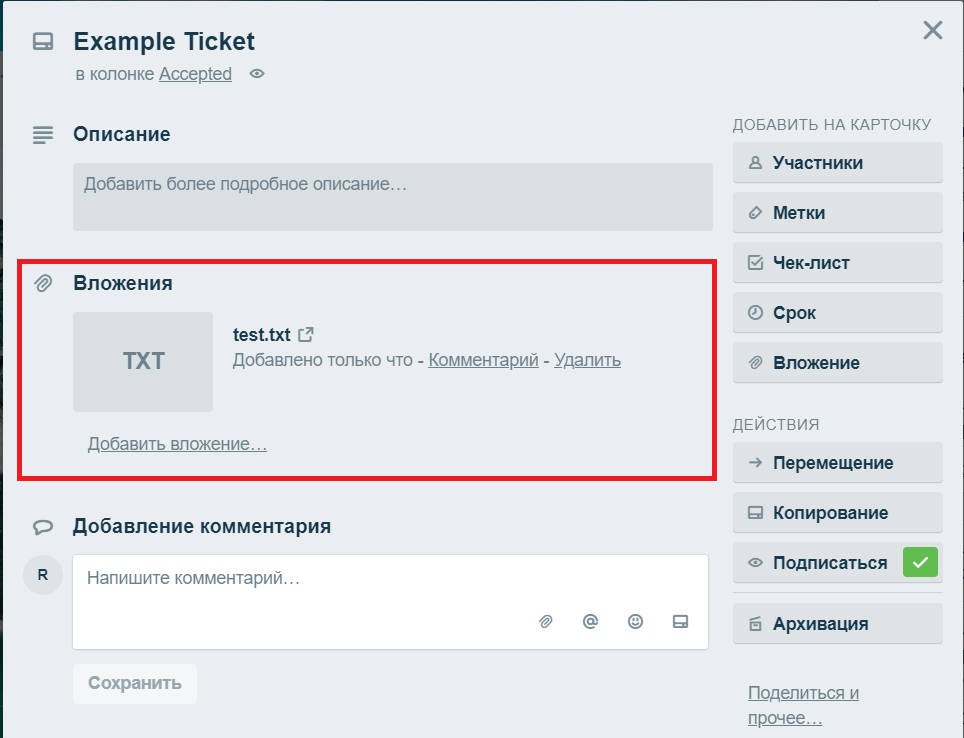 Example Ticket
в колонке Accepted
Описание
Добавить более подробное описание…
Вложения
TXT
test.txt
Добавлено только что - Комментарий - Удалить
Добавить вложение…
Добавление комментария
R
Напишите комментарий…
@
Сохранить
ДОБАВИТЬ НА КАРТОЧКУ
Участники
Метки
Чек-лист
Срок
Вложение
ДЕЙСТВИЯ
Перемещение
Копирование
Подписаться
Архивация
Поделиться и
прочее…